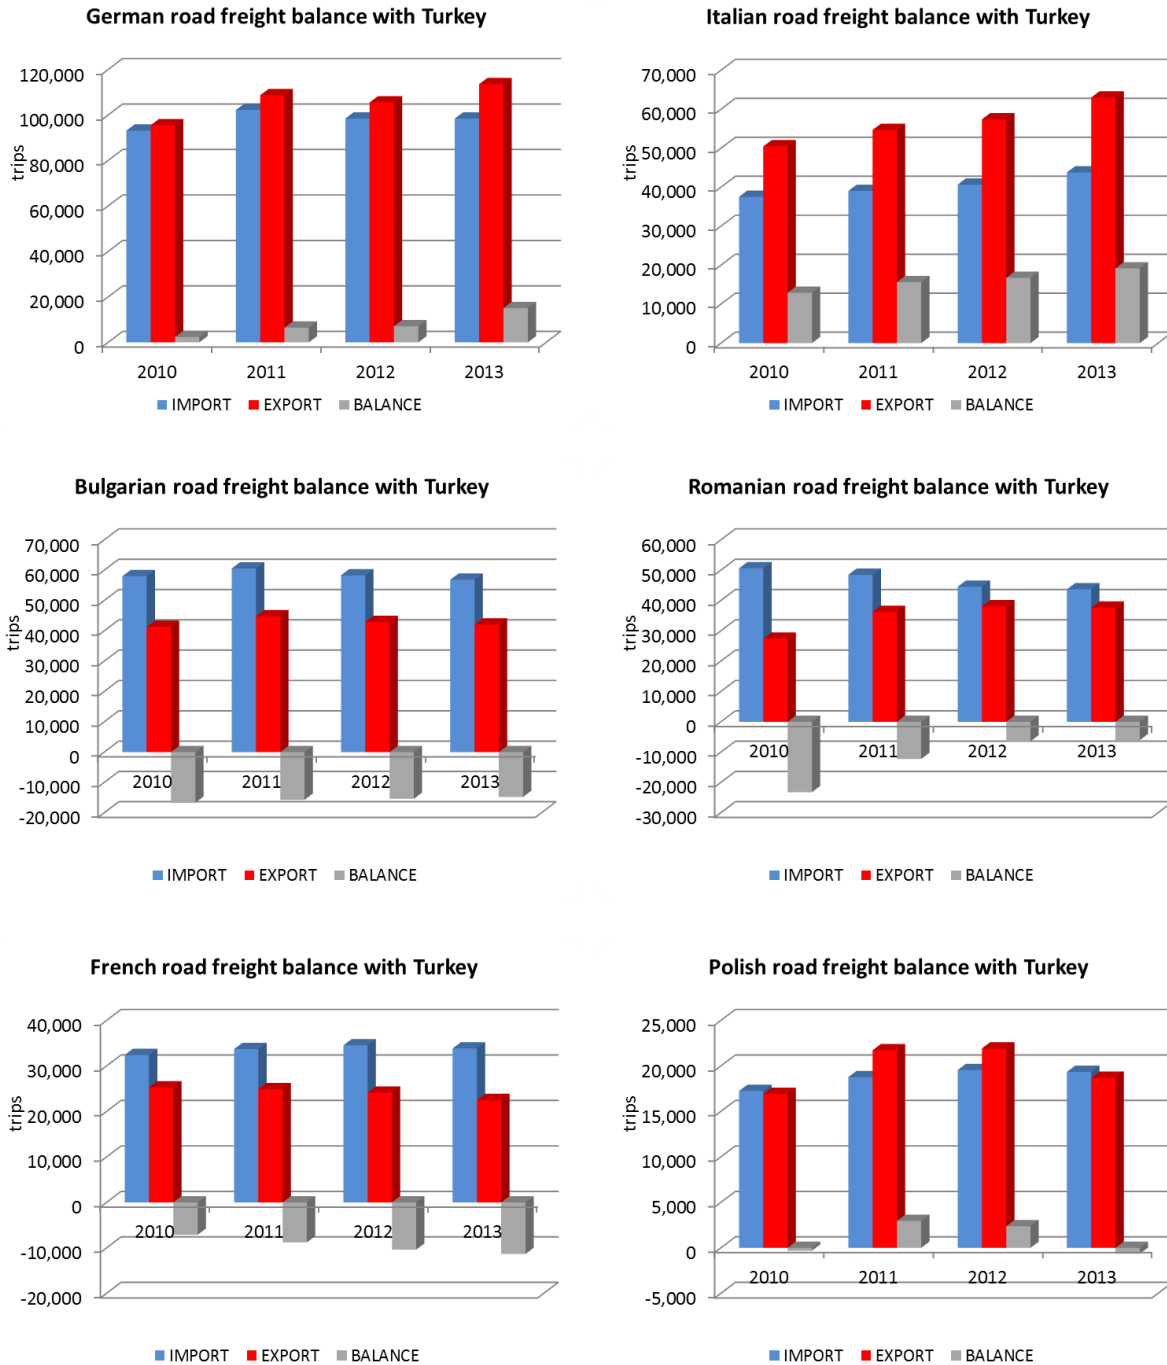 German road freight balance with Turkey
120,000
100,000
80,000
60,000
40,000
20,000
0
trips
2010 2011 2012 2013
IMPORT EXPORT BALANCE
Italian road freight balance with Turkey
70,000
60,000
50,000
40,000
30,000
20,000
10,000
0
trips
2010 2011 2012 2013
IMPORT EXPORT BALANCE
Bulgarian road freight balance with Turkey
70,000
60,000
50,000
40,000
30,000
20,000
10,000
0
-10,000
-20,000
trips
2010 2011 2012 2013
IMPORT EXPORT BALANCE
Romanian road freight balance with Turkey
60,000
50,000
40,000
30,000
20,000
10,000
0
-10,000
-20,000
-30,000
trips
2010 2011 2012 2013
IMPORT EXPORT BALANCE
French road freight balance with Turkey
40,000
30,000
20,000
10,000
0
-10,000
-20,000
trips
2010 2011 2012 2013
IMPORT EXPORT BALANCE
Polish road freight balance with Turkey
25,000
20,000
15,000
10,000
5,000
0
-5,000
trips
2010 2011 2012 2013
IMPORT EXPORT BALANCE